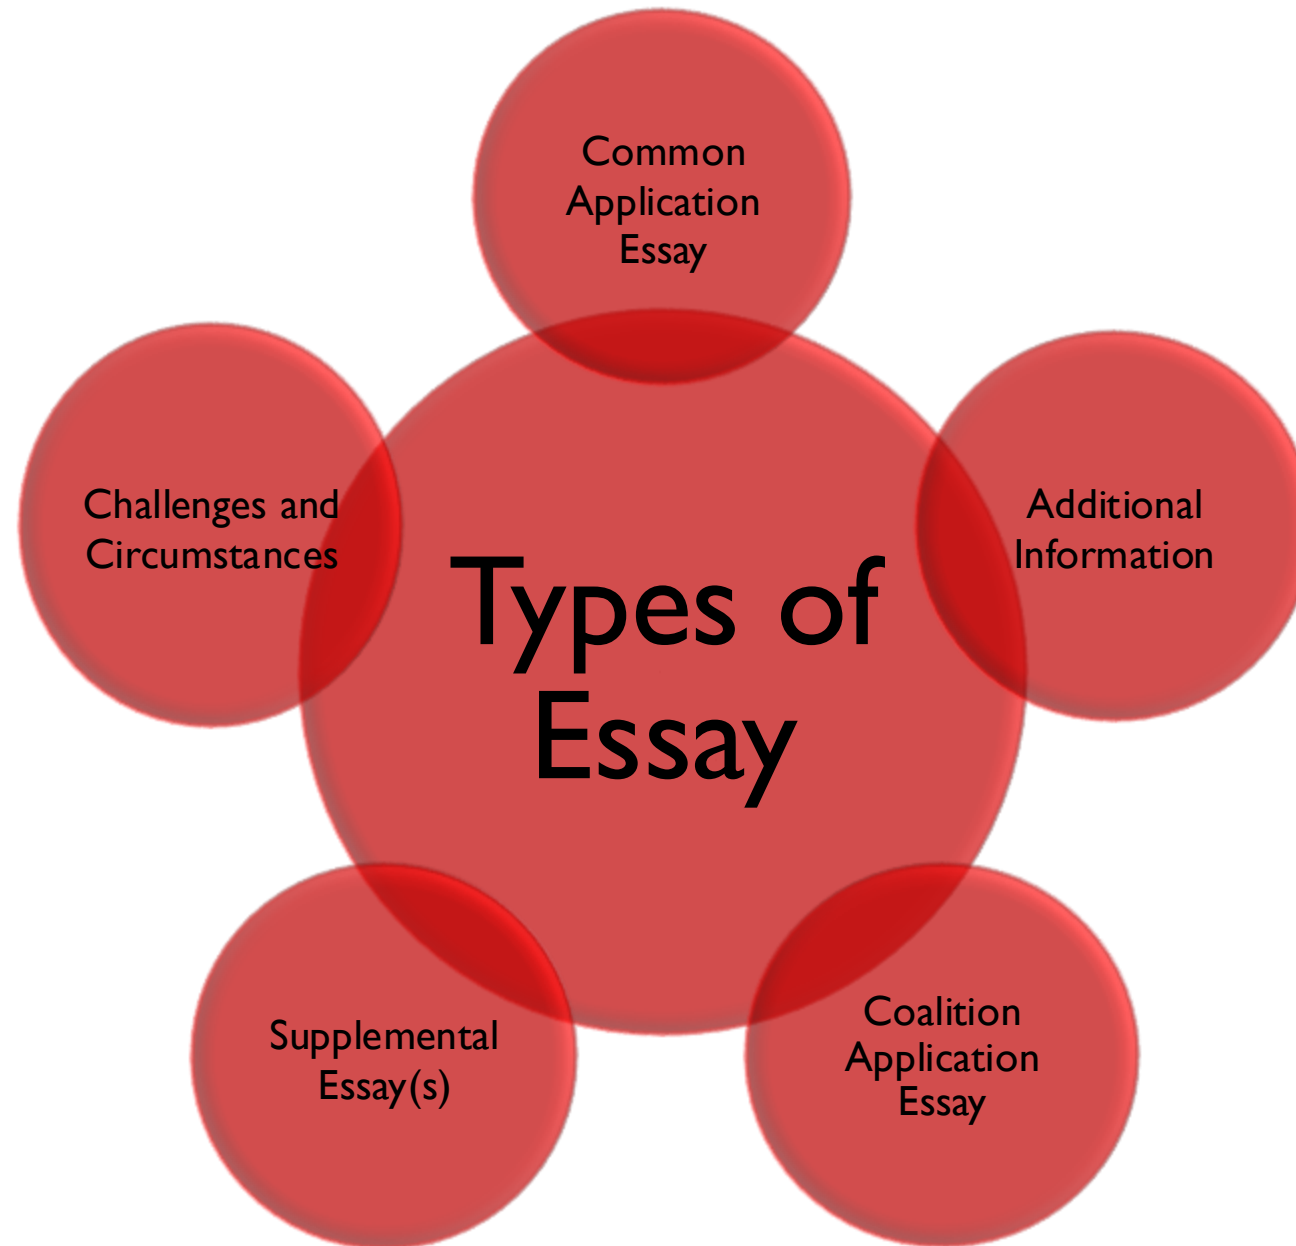 Common
Application
Essay
Challenges and
Circumstances
Additional
Information
Types of
Essay
Supplemental
Essay(s)
Coalition
Application
Essay